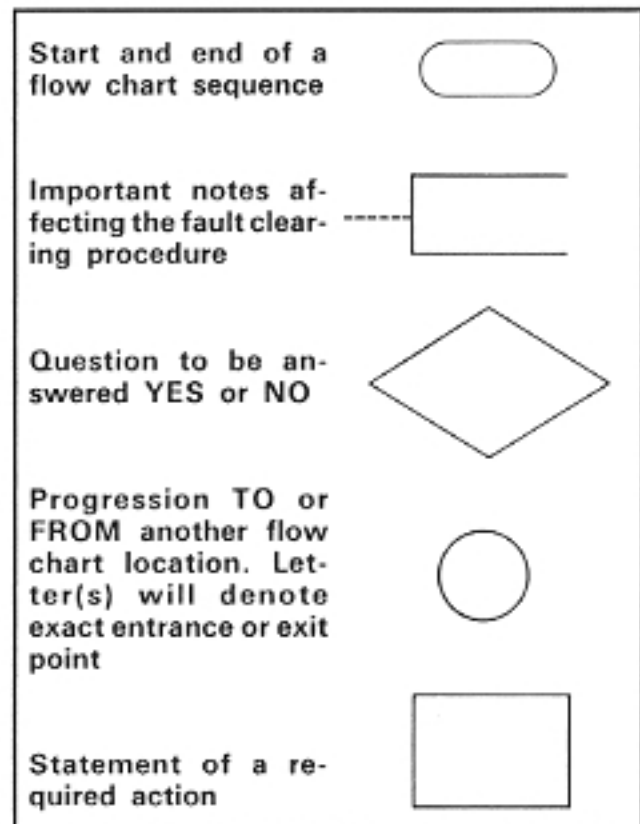 Start and end of a
flow chart sequence
Important notes af-
fecting the fault clear-
ing procedure
Question to be an-
swered YES or NO
Progression TO or
FROM another flow
chart location. Let-
ter(s) will denote
exact entrance or exit
point
Statement of a re-
quired action